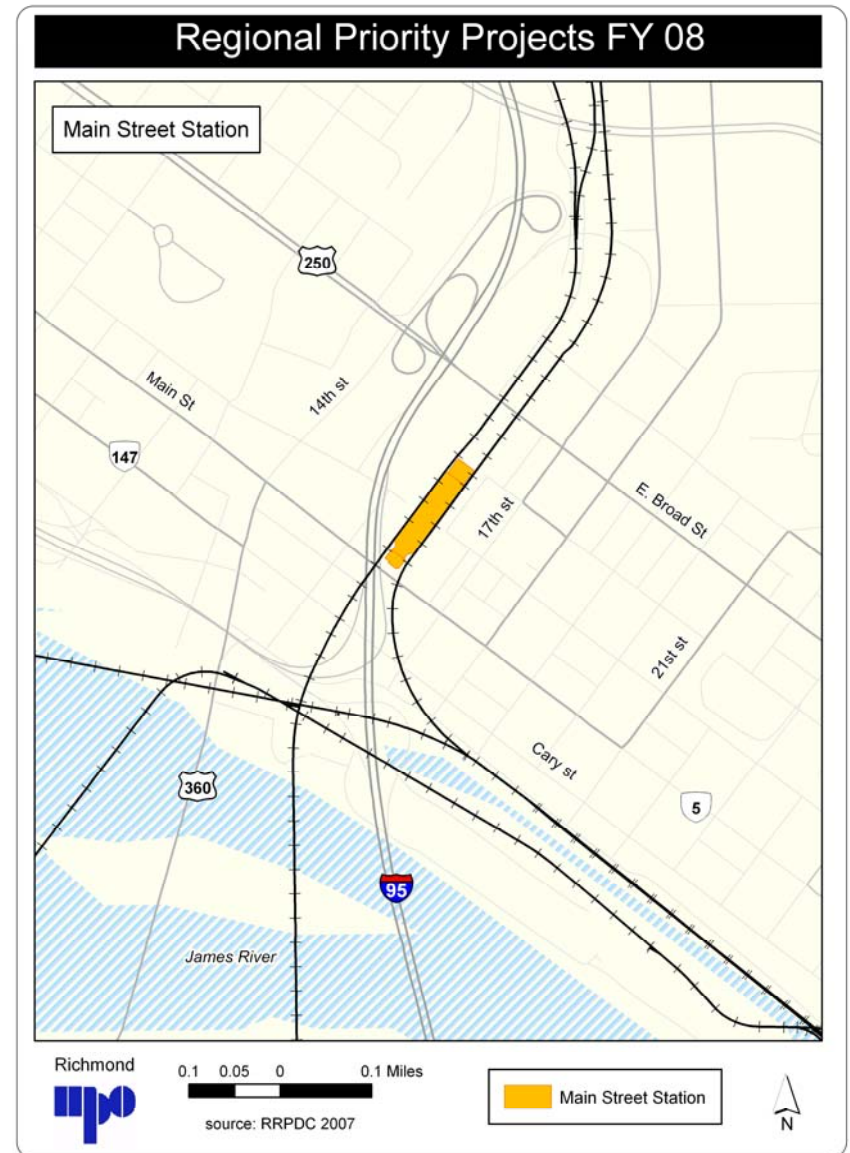 Regional Priority Projects FY 08
Main Street Station
250
Main St
14th st
147
17th st
E. Broad St
21st st
Cary st
360
5
95
James River
Richmond
mpo
0.1 0.05 0 0.1 Miles
source: RRPDC 2007
Main Street Station
N